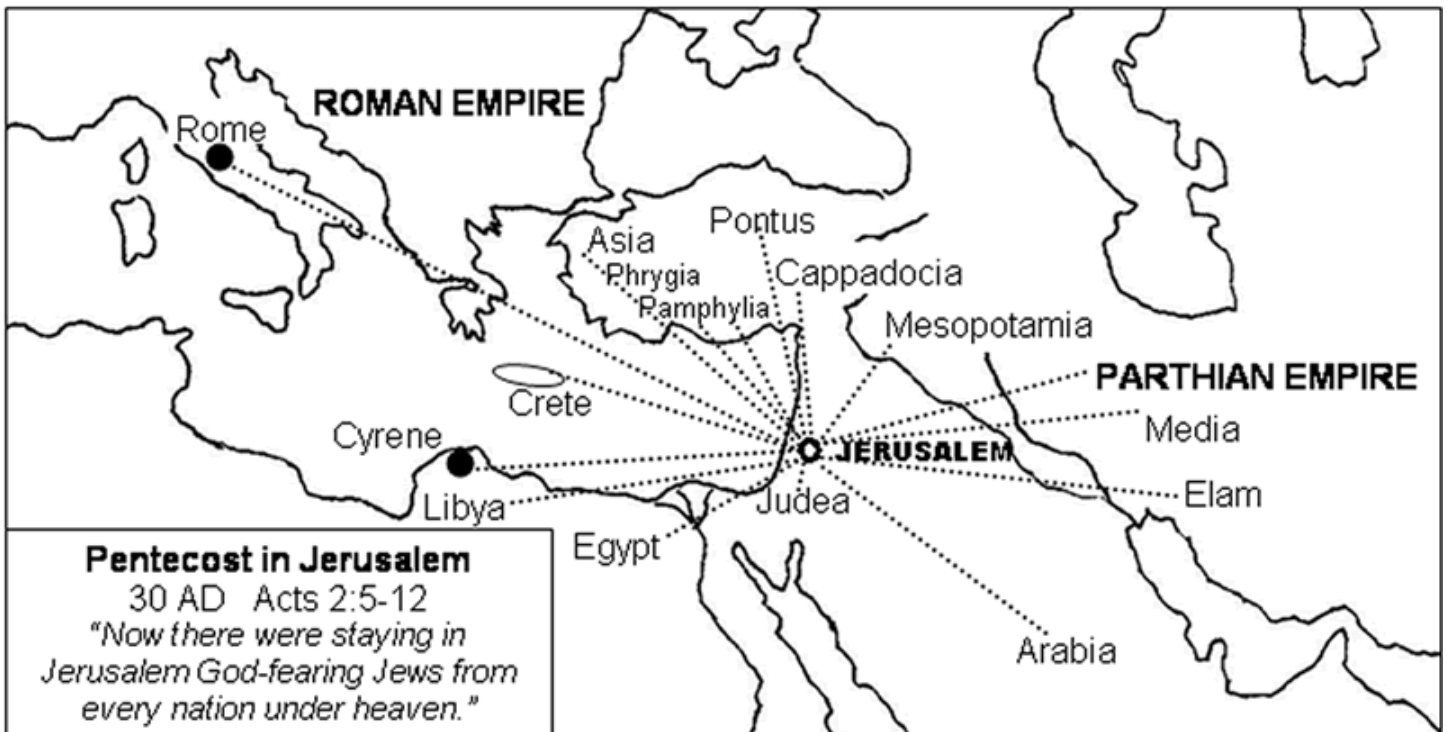 ROMAN EMPIRE
Rome
Pontus
Asia
Phrygia
Cappadocia
Pamphylia
Mesopotamia
PARTHIAN EMPIRE
Crete
Media
Cyrene
JERUSALEM
Libya
Judea
Elam
Egypt
Arabia
Pentecost in Jerusalem
30 AD Acts 2:5-12
“Now there were staying in
Jerusalem God-fearing Jews from
every nation under heaven.”